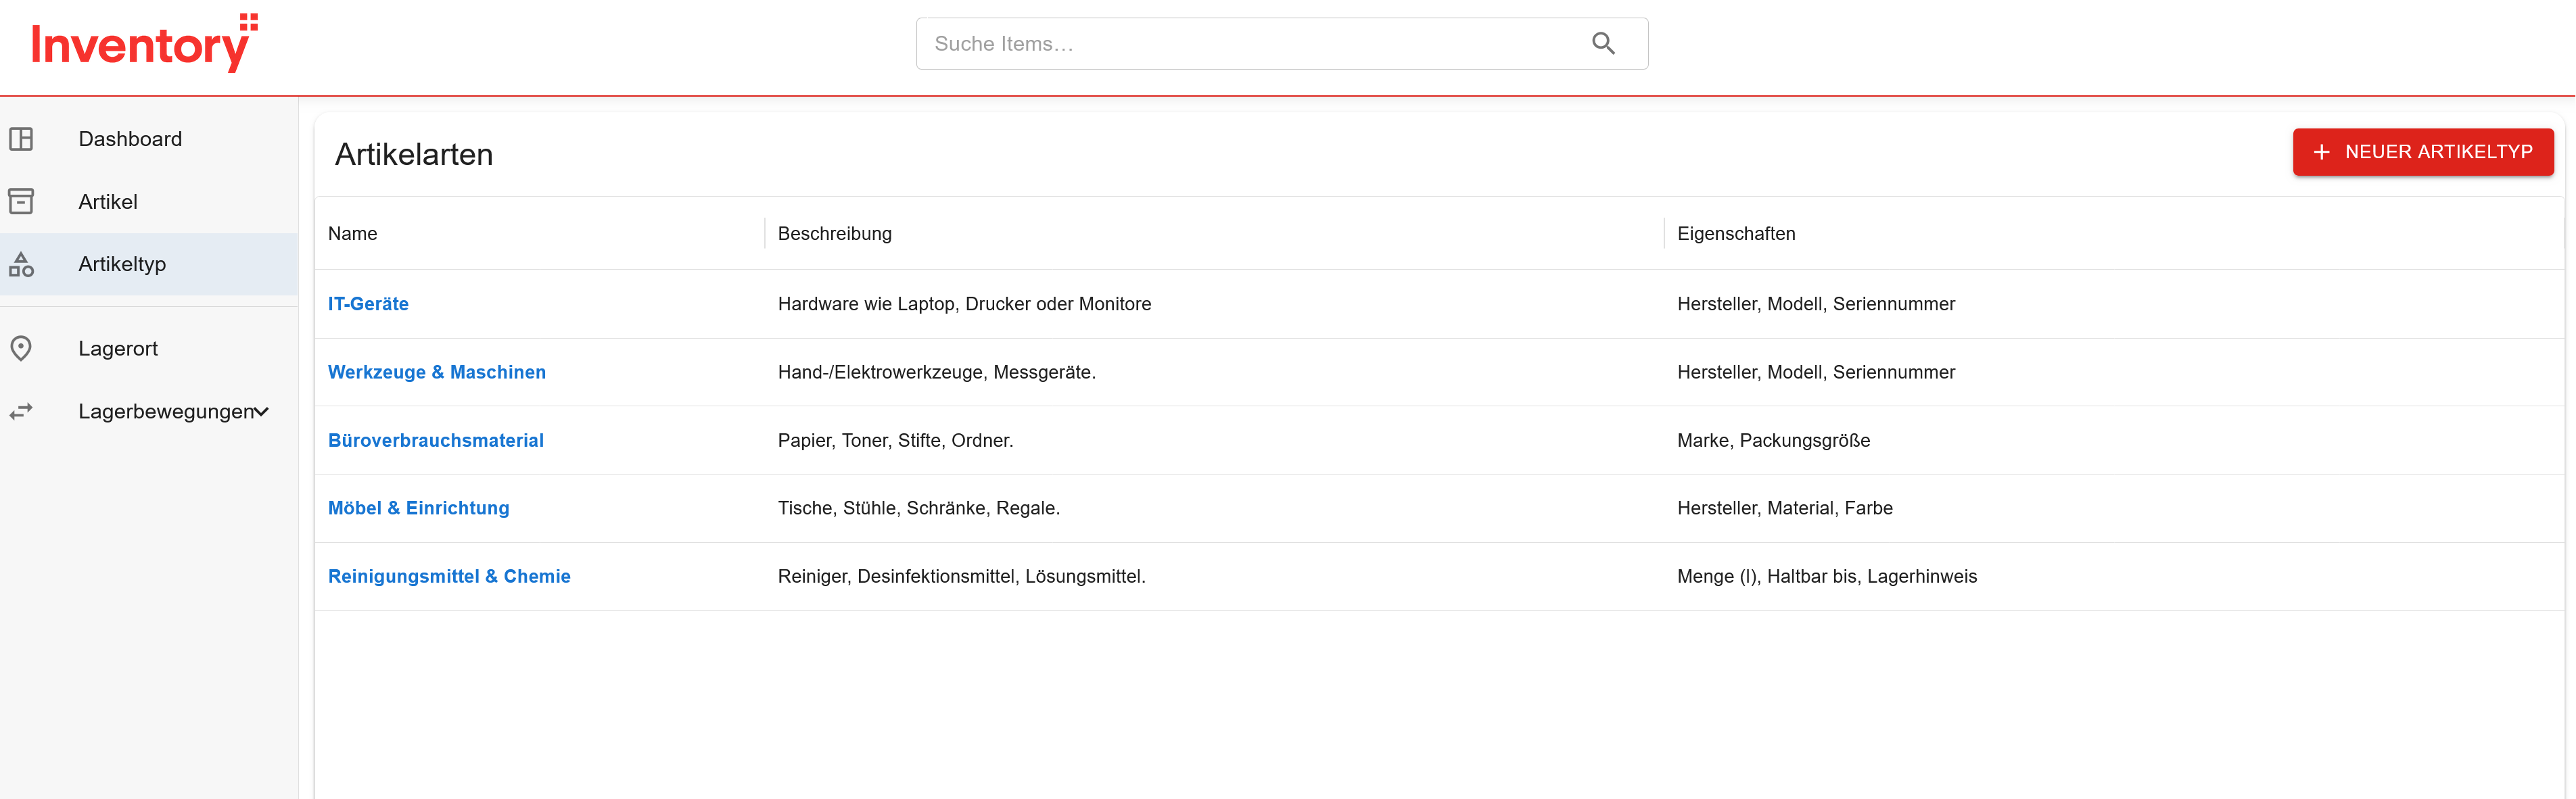 Inventory
Suche Items…
Dashboard
Artikel
Artikeltyp
Lagerort
Lagerbewegungen
Artikelarten
NEUER ARTIKELTYP
Name Beschreibung Eigenschaften
IT-Geräte Hardware wie Laptop, Drucker oder Monitore Hersteller, Modell, Seriennummer
Werkzeuge & Maschinen Hand-/Elektrowerkzeuge, Messgeräte. Hersteller, Modell, Seriennummer
Büroverbrauchsmaterial Papier, Toner, Stifte, Ordner. Marke, Packungsgröße
Möbel & Einrichtung Tische, Stühle, Schränke, Regale. Hersteller, Material, Farbe
Reinigungsmittel & Chemie Reiniger, Desinfektionsmittel, Lösungsmittel. Menge (l), Haltbar bis, Lagerhinweis